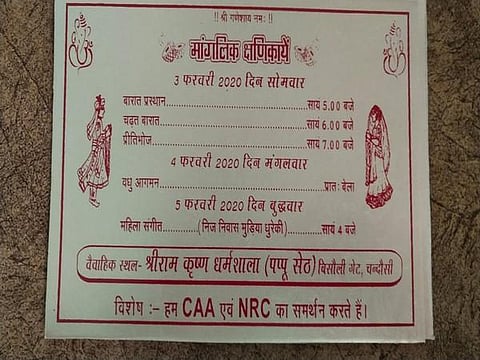 !! श्री गणेशाय नमः !!
मांगलिक क्षणिकायें
3 फरवरी 2020 दिन सोमवार
बारात प्रस्थान........................................सायं 5.00 बजे
चढ़त बारात........................................सायं 6.00 बजे
प्रीतिभोज........................................सायं 7.00 बजे
4 फरवरी 2020 दिन मंगलवार
वधु आगमन........................................प्रातः बेला
5 फरवरी 2020 दिन बुद्धवार
महिला संगीत..........(निज निवास मुडिया धुरेकी)..........सायं 4 बजे
वैवाहिक स्थल- श्रीराम कृष्ण धर्मशाला (पप्पू सेठ) बिसौली गेट, चन्दौसी
विशेष :- हम CAA एवं NRC का समर्थन करते हैं।